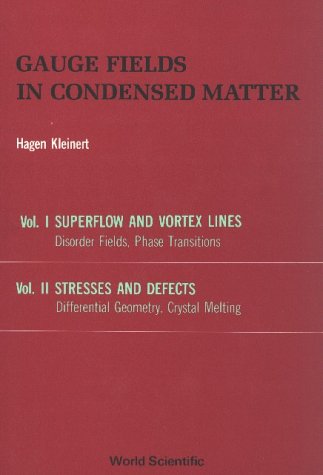 GAUGE FIELDS
IN CONDENSED MATTER
Hagen Kleinert
Vol. I SUPERFLOW AND VORTEX LINES
Disorder Fields, Phase Transitions
Vol. II STRESSES AND DEFECTS
Differential Geometry, Crystal Melting
World Scientific